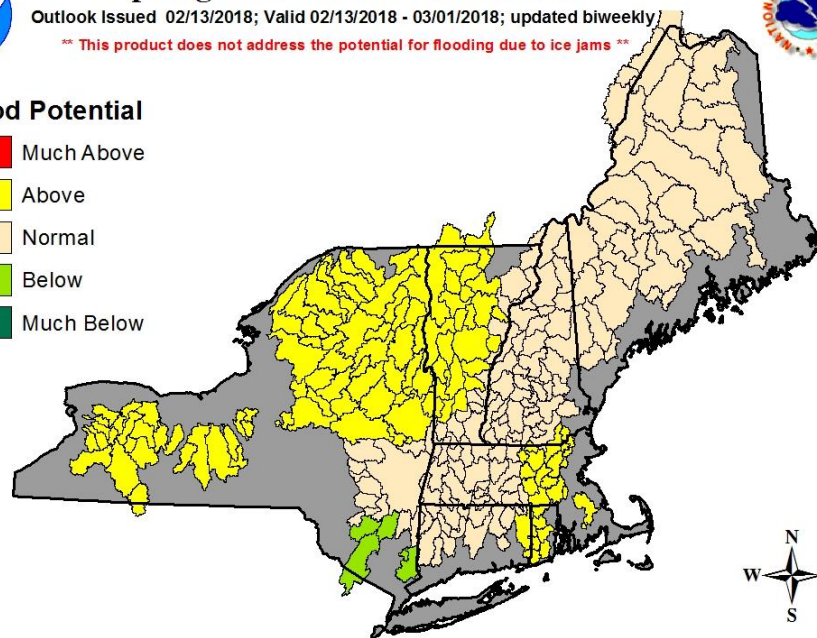 Outlook Issued 02/13/2018; Valid 02/13/2018 - 03/01/2018; updated biweekly
** This product does not address the potential for flooding due to ice jams **
Potential
Much Above
Above
Normal
Below
Much Below
N
W
S